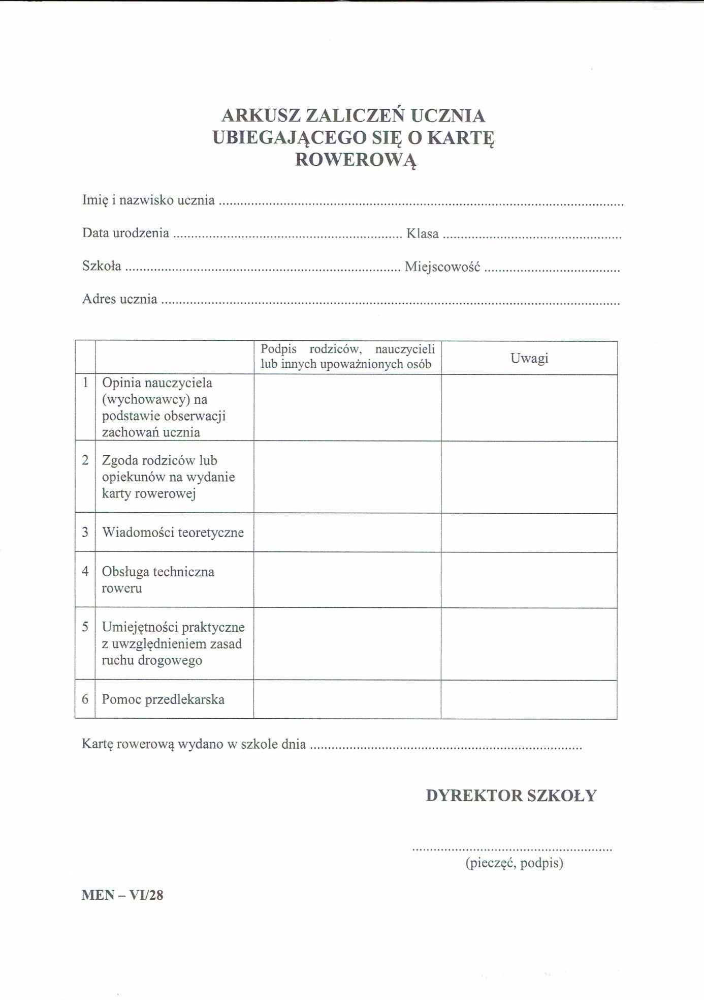 ARKUSZ ZALICZEŃ UCZNIA
UBIEGAJĄCEGO SIĘ O KARTĘ
ROWEROWĄ
Imię i nazwisko ucznia ........................................................................................................
Data urodzenia ................................................................ Klasa ..................................................
Szkoła ............................................................................ Miejscowość ......................................
Adres ucznia ................................................................................................................................
Podpis rodziców, nauczycieli
lub innych upoważnionych osób
Uwagi
1 Opinia nauczyciela
(wychowawcy) na
podstawie obserwacji
zachowań ucznia
2 Zgoda rodziców lub
opiekunów na wydanie
karty rowerowej
3 Wiadomości teoretyczne
4 Obsługa techniczna
roweru
5 Umiejętności praktyczne
z uwzględnieniem zasad
ruchu drogowego
6 Pomoc przedlekarska
Kartę rowerową wydano w szkole dnia ............................................................................
DYREKTOR SZKOŁY
........................................................
(pieczęć, podpis)
MEN – VI/28